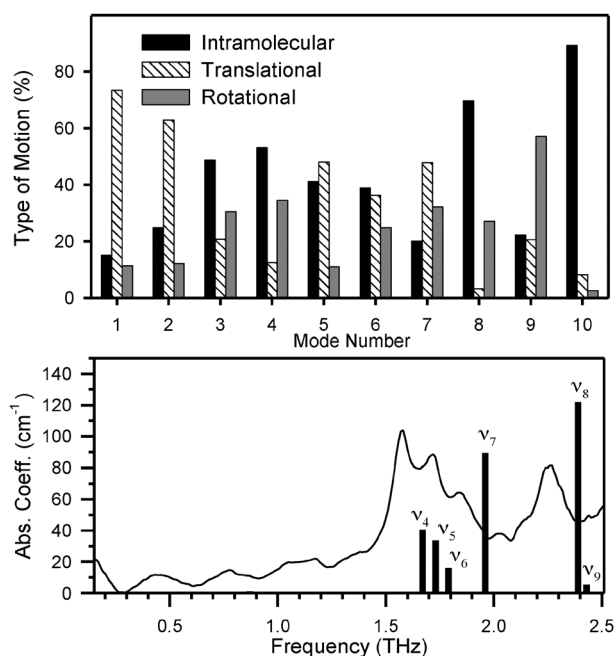 Type of Motion (%)
80
60
40
20
0
Intramolecular
Translational
Rotational
1 2 3 4 5 6 7 8 9 10
Mode Number
Abs. Coeff. (cm⁻¹)
140
120
100
80
60
40
20
0
ν₄
ν₅
ν₆
ν₇
ν₈
ν₉
0.5 1.0 1.5 2.0 2.5
Frequency (THz)